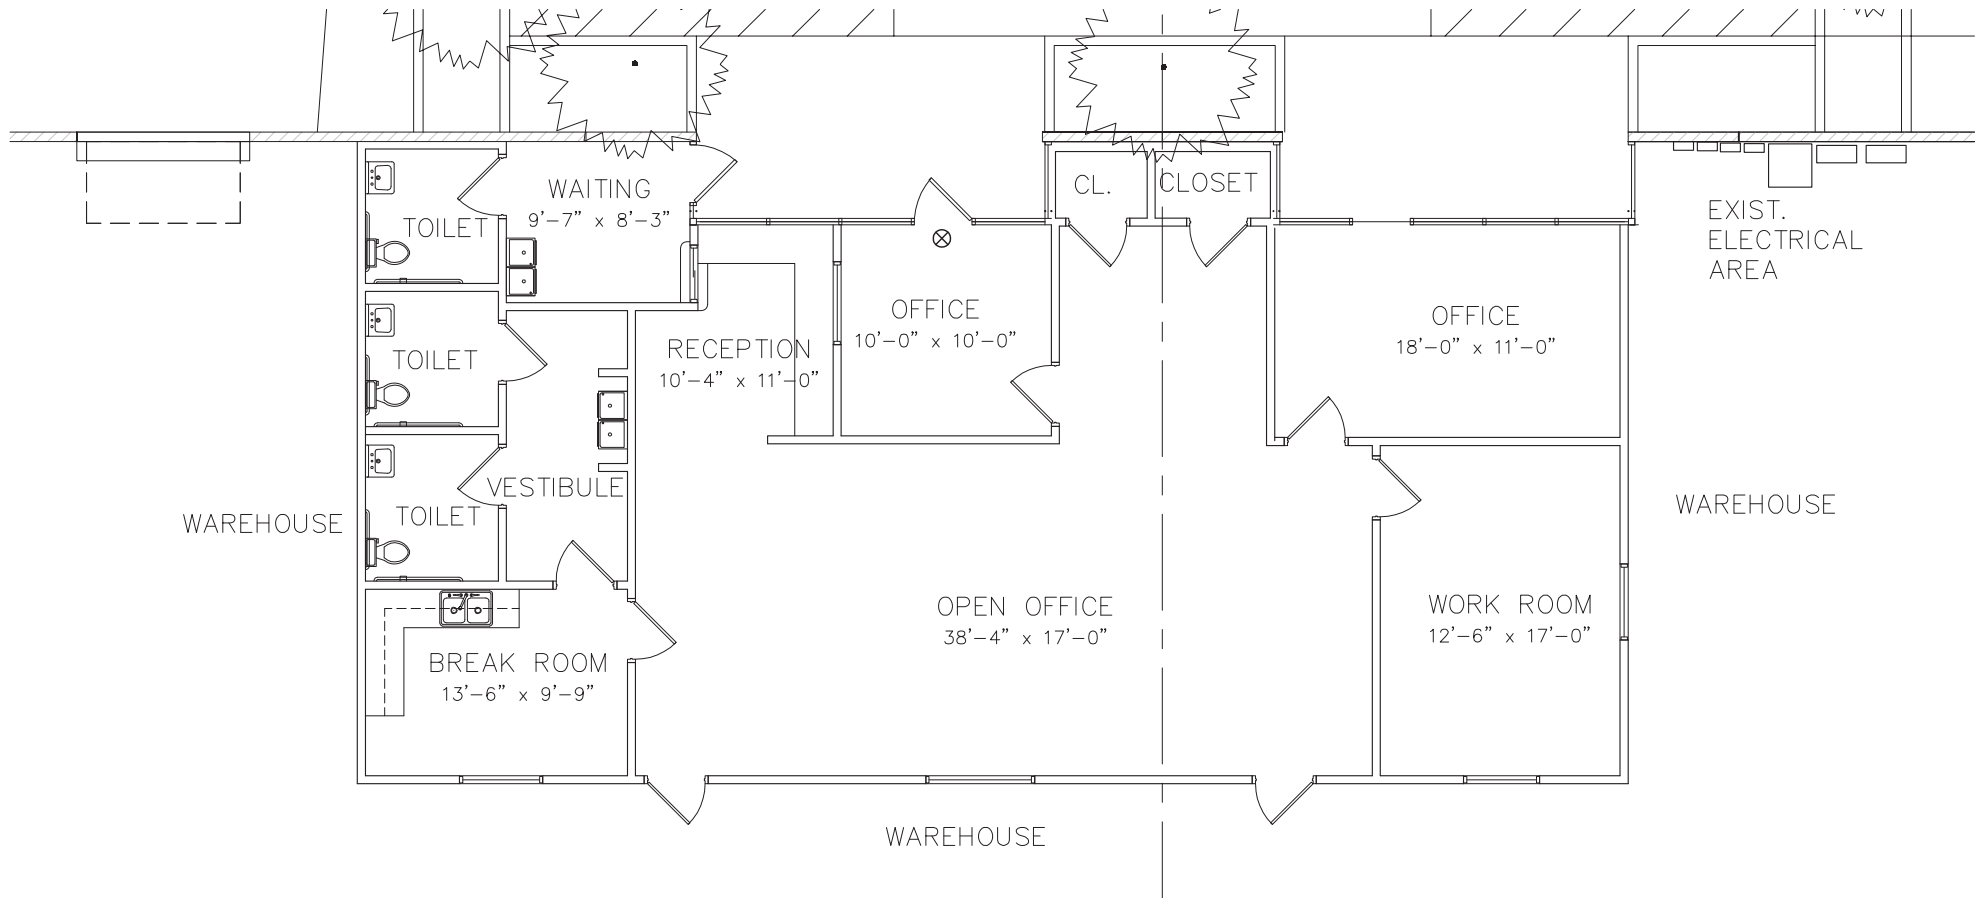 WAITING
9'-7" x 8'-3"
TOILET
CL.
CLOSET
EXIST.
ELECTRICAL
AREA
OFFICE
10'-0" x 10'-0"
OFFICE
18'-0" x 11'-0"
RECEPTION
10'-4" x 11'-0"
TOILET
VESTIBULE
TOILET
WAREHOUSE
WAREHOUSE
OPEN OFFICE
38'-4" x 17'-0"
WORK ROOM
12'-6" x 17'-0"
BREAK ROOM
13'-6" x 9'-9"
WAREHOUSE